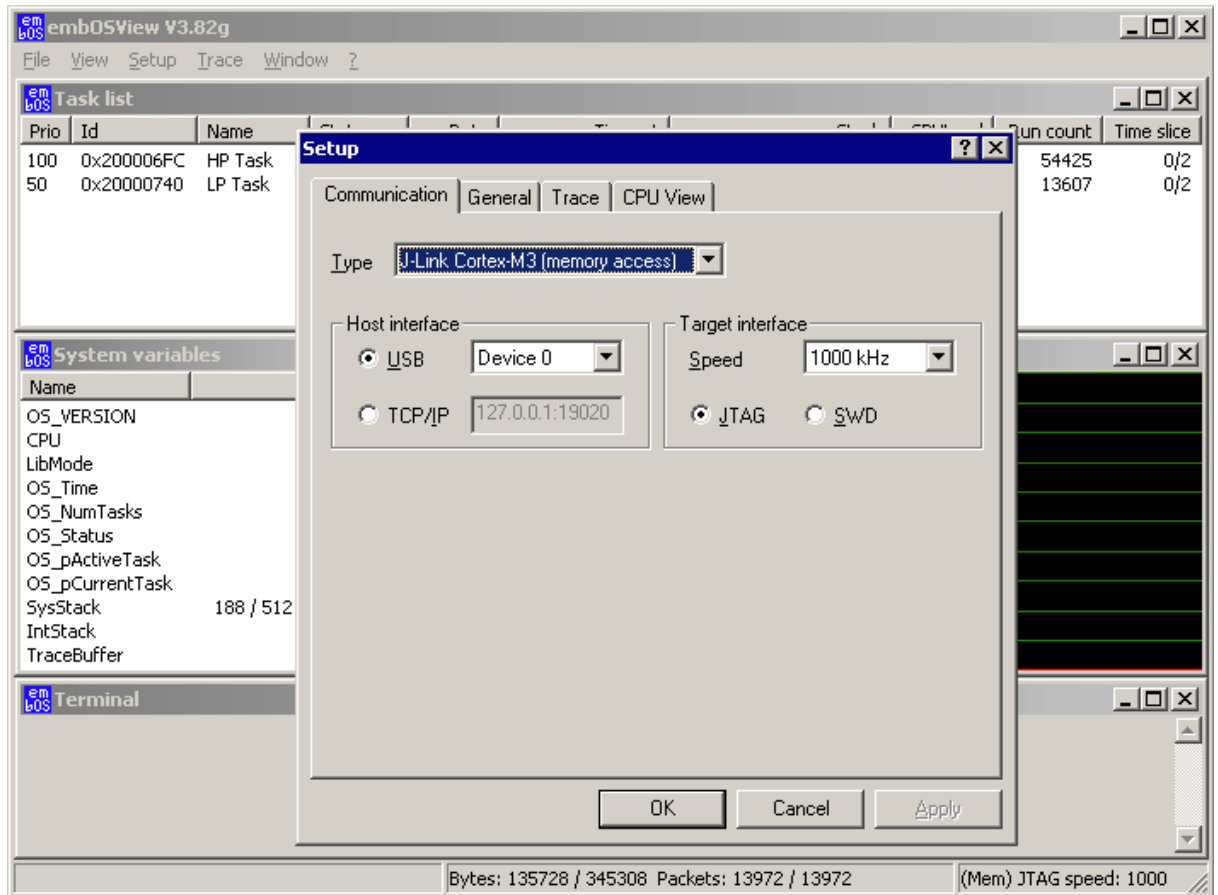 embOS embOSView V3.82g
File View Setup Trace Window ?
embOS Task list
Prio Id Name Run count Time slice
100 0x200006FC HP Task 54425 0/2
50 0x20000740 LP Task 13607 0/2
Setup
Communication General Trace CPU View
Type J-Link Cortex-M3 (memory access)
Host interface Target interface
USB Device 0 Speed 1000 kHz
TCP/IP 127.0.0.1:19020 JTAG SWD
embOS System variables
Name
OS_VERSION
CPU
LibMode
OS_Time
OS_NumTasks
OS_Status
OS_pActiveTask
OS_pCurrentTask
SysStack 188 / 512
IntStack
TraceBuffer
embOS Terminal
OK Cancel Apply
Bytes: 135728 / 345308 Packets: 13972 / 13972 (Mem) JTAG speed: 1000